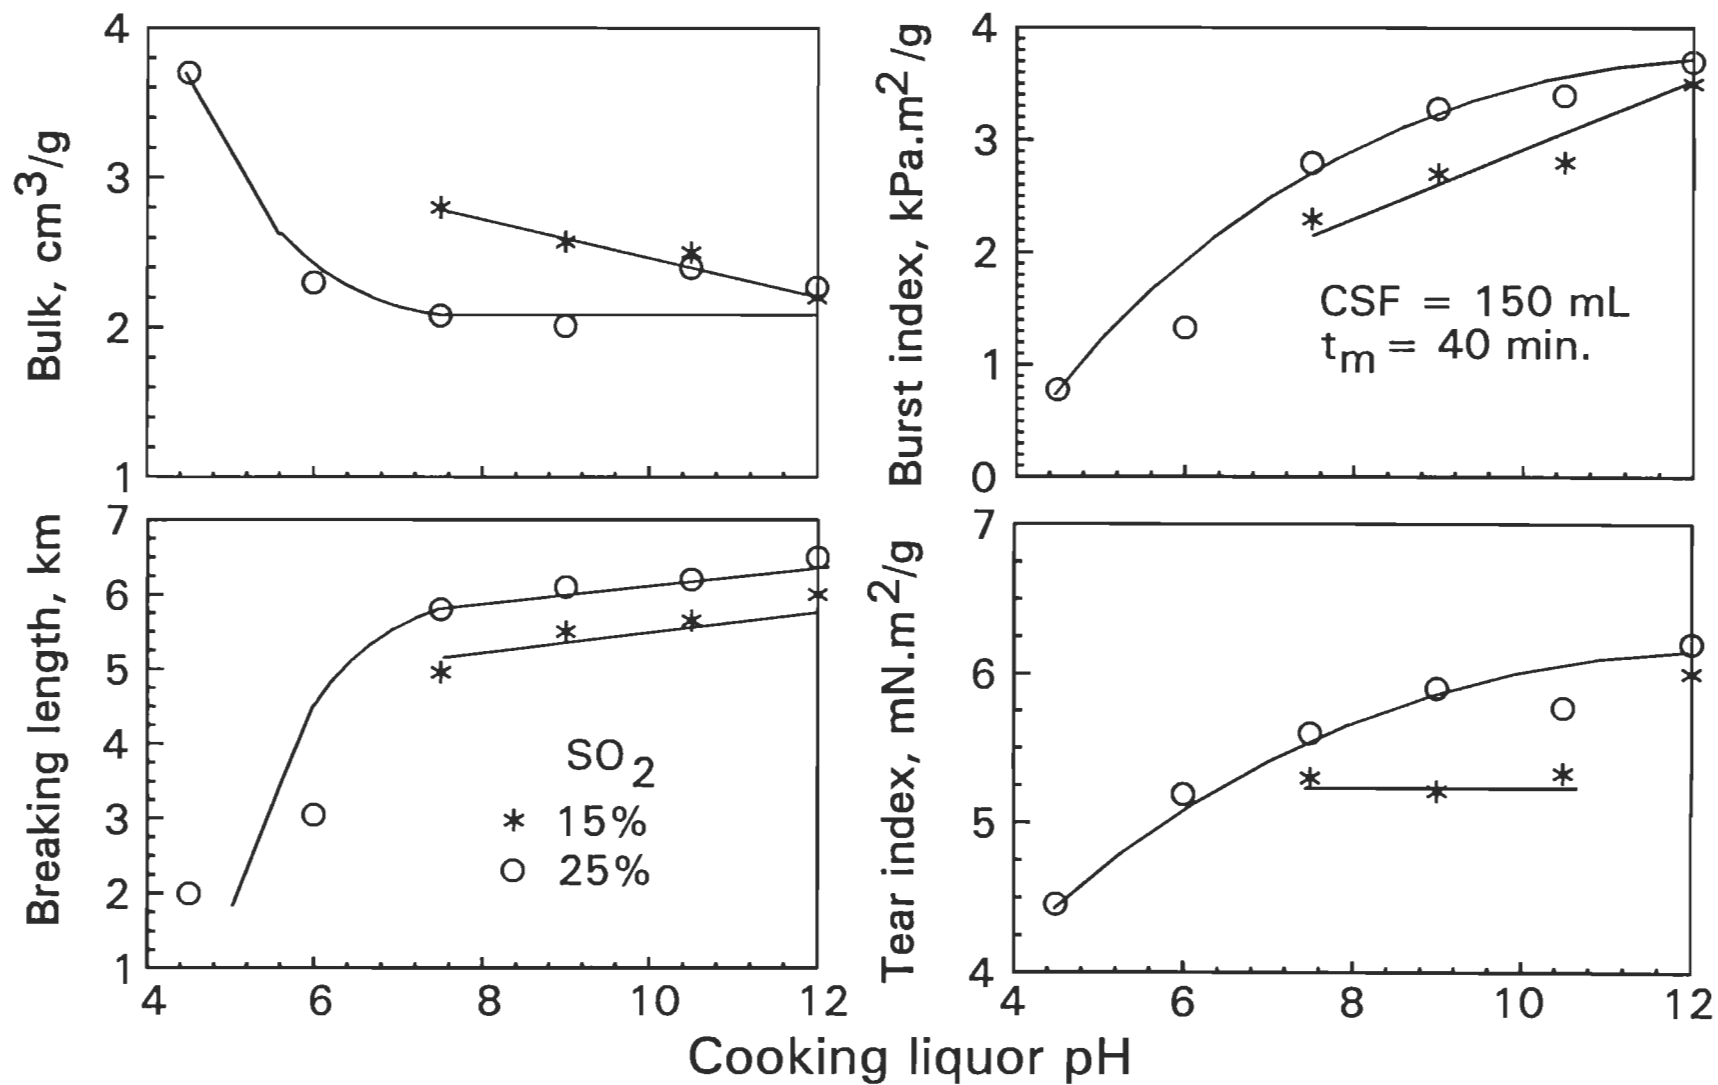 Bulk, cm³/g
4
3
2
1
Burst index, kPa.m²/g
4
3
2
1
0
CSF = 150 mL
tₘ = 40 min.
Breaking length, km
7
6
5
4
3
2
1
SO₂
* 15%
○ 25%
4 6 8 10 12
Tear index, mN.m²/g
7
6
5
4
4 6 8 10 12
Cooking liquor pH